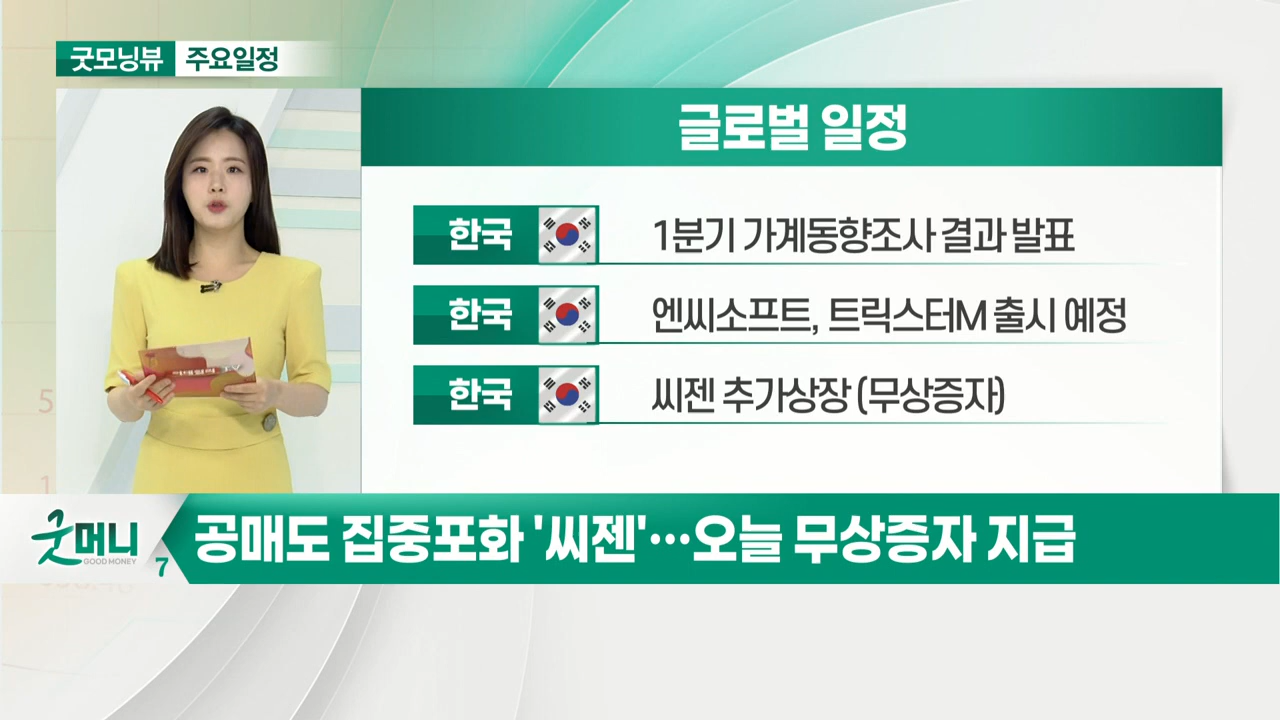 굿모닝뷰 주요일정
글로벌 일정
한국 1분기 가계동향조사 결과 발표
한국 엔씨소프트, 트릭스터M 출시 예정
한국 씨젠 추가상장 (무상증자)
굿머니
GOOD MONEY
7
공매도 집중포화 '씨젠'…오늘 무상증자 지급
5
1